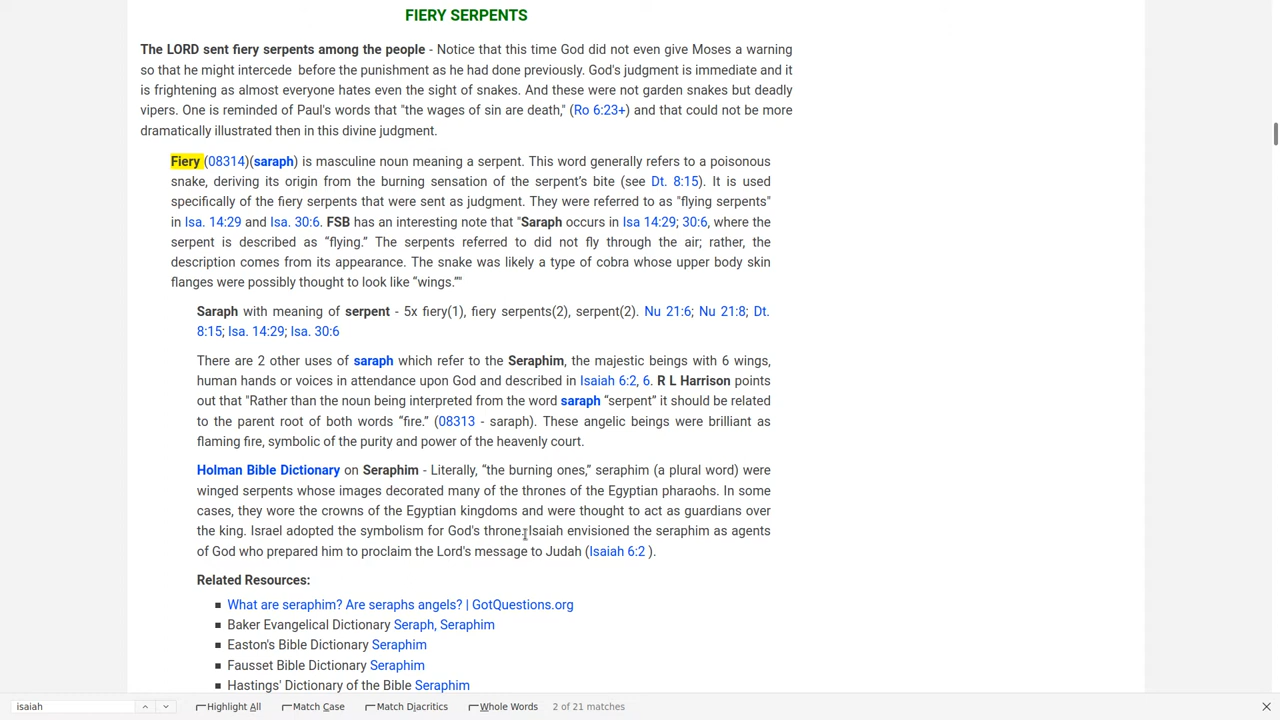 FIERY SERPENTS
The LORD sent fiery serpents among the people - Notice that this time God did not even give Moses a warning
so that he might intercede  before the punishment as he had done previously. God's judgment is immediate and it
is frightening as almost everyone hates even the sight of snakes. And these were not garden snakes but deadly
vipers. One is reminded of Paul's words that "the wages of sin are death," (Ro 6:23+) and that could not be more
dramatically illustrated then in this divine judgment.
Fiery (08314)(saraph) is masculine noun meaning a serpent. This word generally refers to a poisonous
snake, deriving its origin from the burning sensation of the serpent’s bite (see Dt. 8:15). It is used
specifically of the fiery serpents that were sent as judgment. They were referred to as "flying serpents"
in Isa. 14:29 and Isa. 30:6. FSB has an interesting note that "Saraph occurs in Isa 14:29; 30:6, where the
serpent is described as “flying.” The serpents referred to did not fly through the air; rather, the
description comes from its appearance. The snake was likely a type of cobra whose upper body skin
flanges were possibly thought to look like “wings.”"
Saraph with meaning of serpent - 5x fiery(1), fiery serpents(2), serpent(2). Nu 21:6; Nu 21:8; Dt.
8:15; Isa. 14:29; Isa. 30:6
There are 2 other uses of saraph which refer to the Seraphim, the majestic beings with 6 wings,
human hands or voices in attendance upon God and described in Isaiah 6:2, 6. R L Harrison points
out that "Rather than the noun being interpreted from the word saraph “serpent” it should be related
to the parent root of both words “fire.” (08313 - saraph). These angelic beings were brilliant as
flaming fire, symbolic of the purity and power of the heavenly court.
Holman Bible Dictionary on Seraphim - Literally, “the burning ones,” seraphim (a plural word) were
winged serpents whose images decorated many of the thrones of the Egyptian pharaohs. In some
cases, they wore the crowns of the Egyptian kingdoms and were thought to act as guardians over
the king. Israel adopted the symbolism for God's throne. Isaiah envisioned the seraphim as agents
of God who prepared him to proclaim the Lord's message to Judah (Isaiah 6:2 ).
Related Resources:
What are seraphim? Are seraphs angels? | GotQuestions.org
Baker Evangelical Dictionary Seraph, Seraphim
Easton's Bible Dictionary Seraphim
Fausset Bible Dictionary Seraphim
Hastings' Dictionary of the Bible Seraphim
isaiah Highlight All Match Case Match Diacritics Whole Words 2 of 21 matches